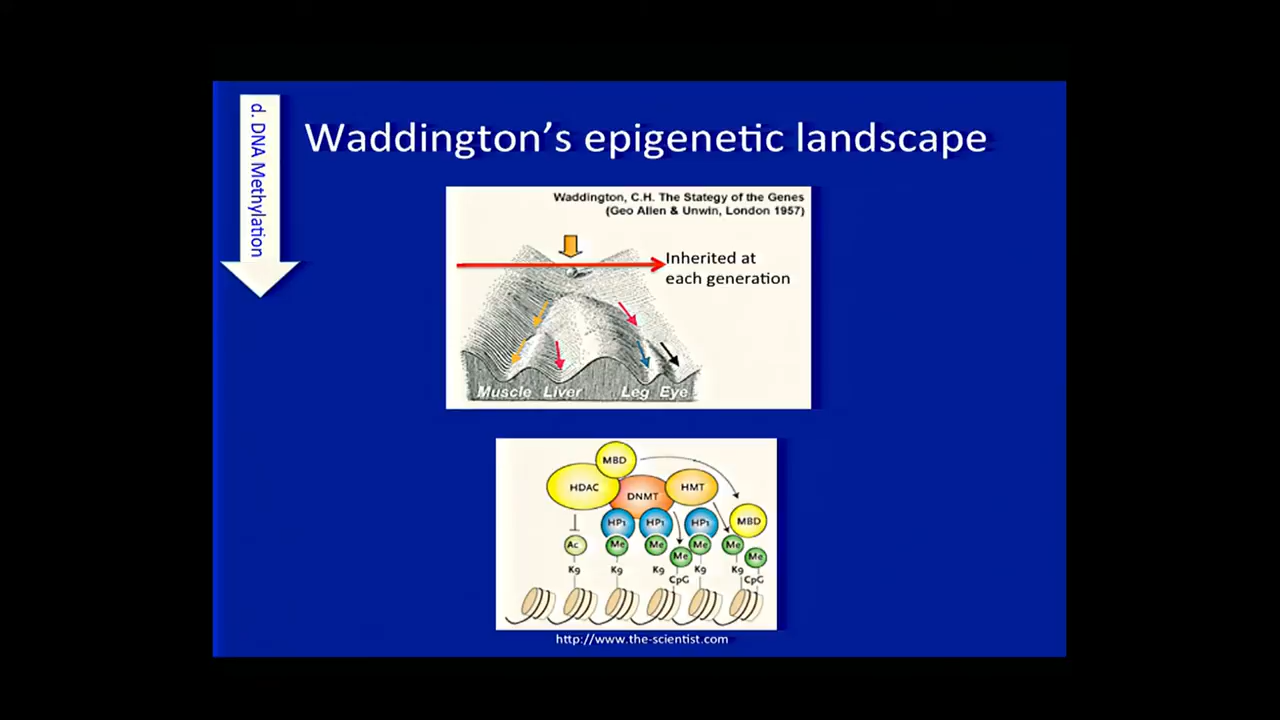 d. DNA Methylation
Waddington's epigenetic landscape
Waddington, C.H. The Stategy of the Genes
(Geo Allen & Unwin, London 1957)
Inherited at
each generation
Muscle Liver Leg Eye
MBD
HDAC DNMT HMT
HP1 HP1 HP1 MBD
Ac Me Me Me Me Me Me
K9 K9 K9 CpG K9 K9 CpG
http://www.the-scientist.com